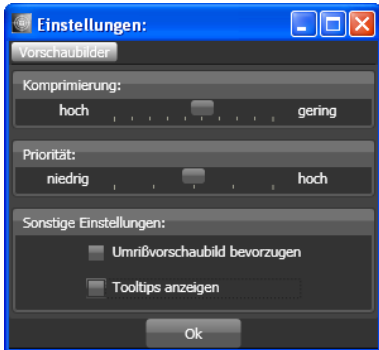 Einstellungen:
Vorschaubilder
Komprimierung:
hoch gering
Priorität:
niedrig hoch
Sonstige Einstellungen:
Umrißvorschaubild bevorzugen
Tooltips anzeigen
Ok